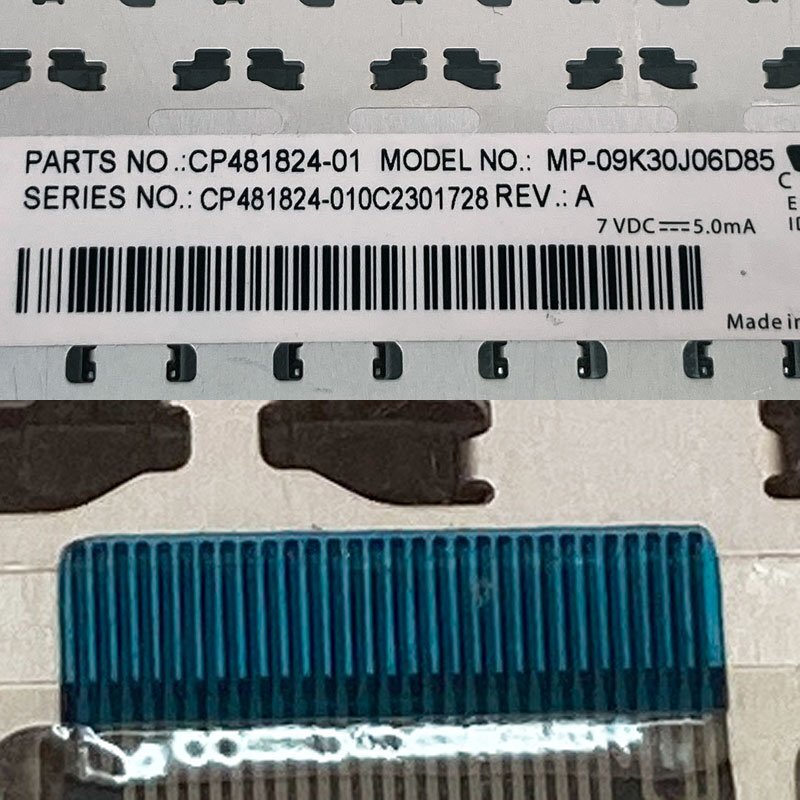 PARTS NO.:CP481824-01 MODEL NO.: MP-09K30J06D85
SERIES NO.: CP481824-010C2301728 REV.: A
7 VDC⎓5.0mA
C
E
ID
Made in